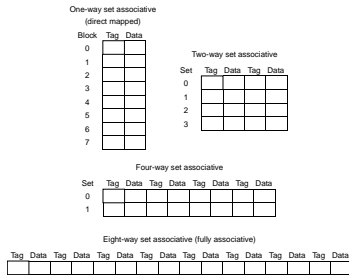 One-way set associative
(direct mapped)
Block Tag Data
0
1
2
3
4
5
6
7
Two-way set associative
Set Tag Data Tag Data
0
1
2
3
Four-way set associative
Set Tag Data Tag Data Tag Data Tag Data
0
1
Eight-way set associative (fully associative)
Tag Data Tag Data Tag Data Tag Data Tag Data Tag Data Tag Data Tag Data